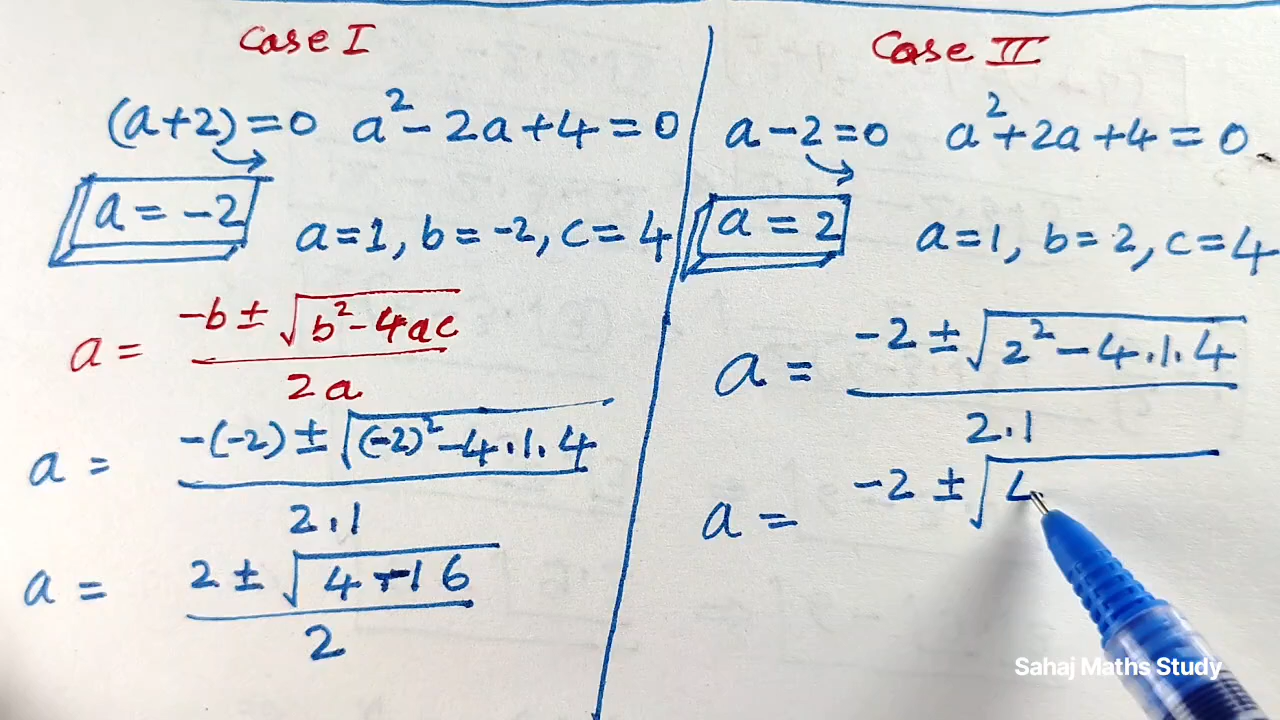 Case I
(a+2)=0 a²-2a+4=0
a=-2
a=1, b=-2, c=4
a = (-b±√(b²-4ac))/(2a)
a = (-(-2)±√((-2)²-4.1.4))/(2.1)
a = (2±√(4-16))/2
Case II
a-2=0 a²+2a+4=0
a=2
a=1, b=2, c=4
a = (-2±√(2²-4.1.4))/(2.1)
a = -2±√4
Sahaj Maths Study